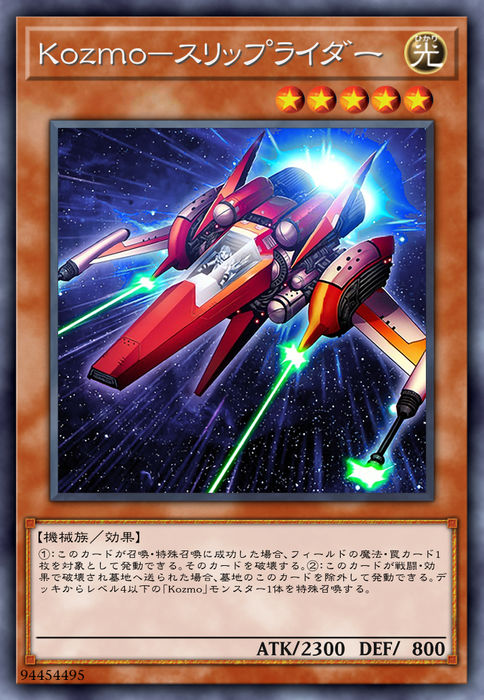 Kozmo－スリップライダー
ひかり
光
【機械族／効果】
①：このカードが召喚・特殊召喚に成功した場合、フィールドの魔法・罠カード1
枚を対象として発動できる。そのカードを破壊する。②：このカードが戦闘・効
果で破壊され墓地へ送られた場合、墓地のこのカードを除外して発動できる。デ
ッキからレベル4以下の「Kozmo」モンスター1体を特殊召喚する。
ATK/2300 DEF/ 800
94454495